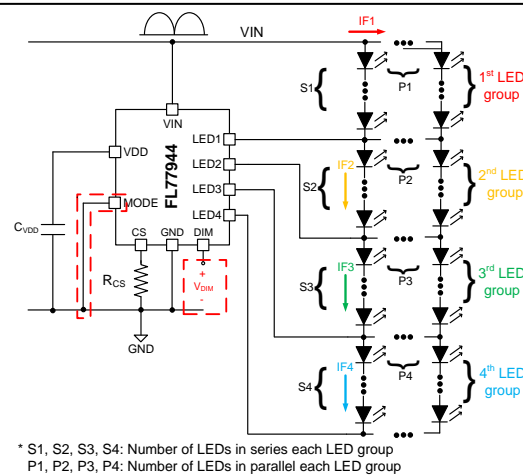 VIN
IF1
VIN
VDD
MODE
CS
GND
DIM
LED1
LED2
LED3
LED4
FL77944
CVDD
RCS
+
VDIM
-
GND
S1
P1
1st LED
group
IF2
S2
P2
2nd LED
group
IF3
S3
P3
3rd LED
group
IF4
S4
P4
4th LED
group
* S1, S2, S3, S4: Number of LEDs in series each LED group
P1, P2, P3, P4: Number of LEDs in parallel each LED group